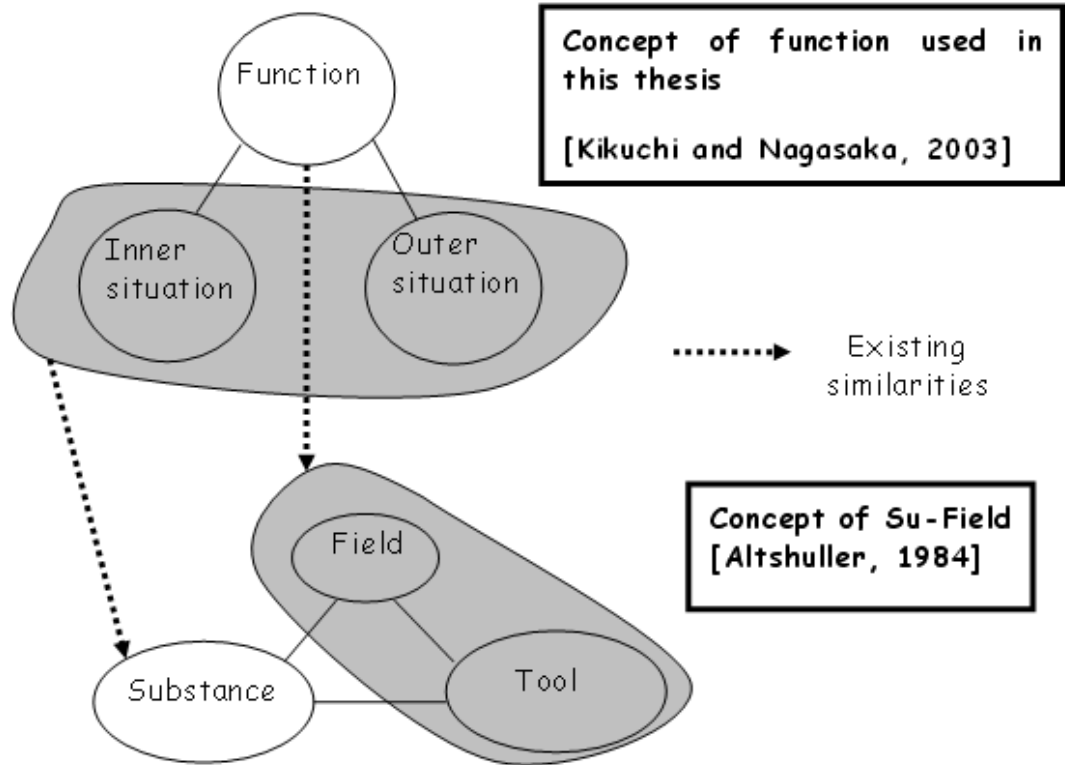 Function
Concept of function used in
this thesis
[Kikuchi and Nagasaka, 2003]
Inner
situation
Outer
situation
Existing
similarities
Field
Concept of Su-Field
[Altshuller, 1984]
Substance
Tool